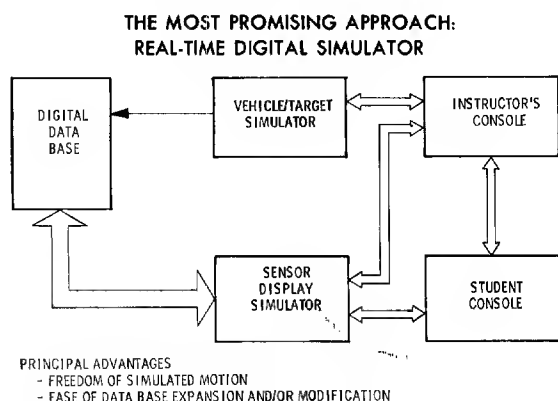 THE MOST PROMISING APPROACH:
REAL-TIME DIGITAL SIMULATOR
DIGITAL
DATA
BASE
VEHICLE/TARGET
SIMULATOR
INSTRUCTOR'S
CONSOLE
SENSOR
DISPLAY
SIMULATOR
STUDENT
CONSOLE
PRINCIPAL ADVANTAGES
- FREEDOM OF SIMULATED MOTION
- EASE OF DATA BASE EXPANSION AND/OR MODIFICATION